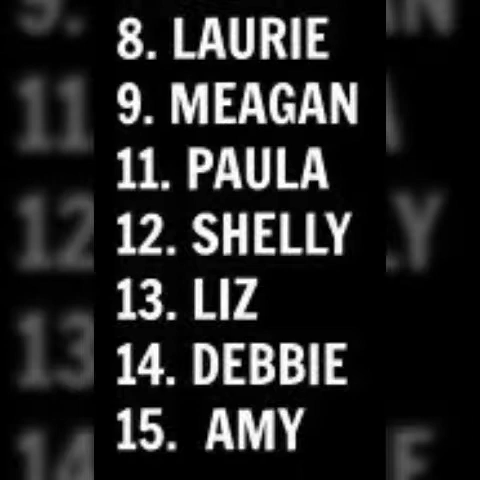 8. LAURIE
9. MEAGAN
11. PAULA
12. SHELLY
13. LIZ
14. DEBBIE
15. AMY